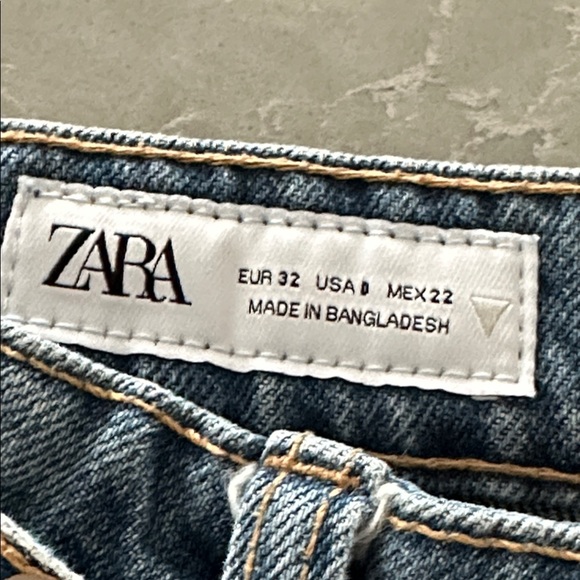 ZARA
EUR 32 USA 0 MEX 22
MADE IN BANGLADESH